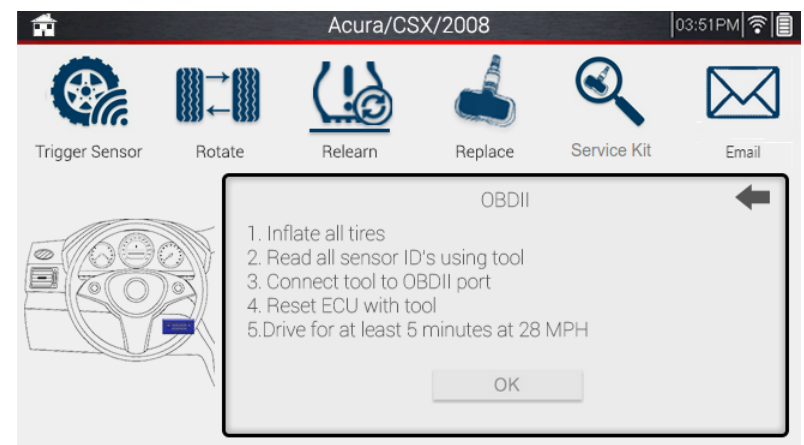 Acura/CSX/2008
03:51PM
Trigger Sensor
Rotate
Relearn
Replace
Service Kit
Email
OBDII
1. Inflate all tires
2. Read all sensor ID's using tool
3. Connect tool to OBDII port
4. Reset ECU with tool
5.Drive for at least 5 minutes at 28 MPH
OK